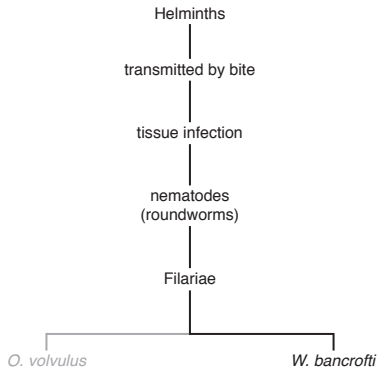 Helminths
transmitted by bite
tissue infection
nematodes
(roundworms)
Filariae
O. volvulus
W. bancrofti